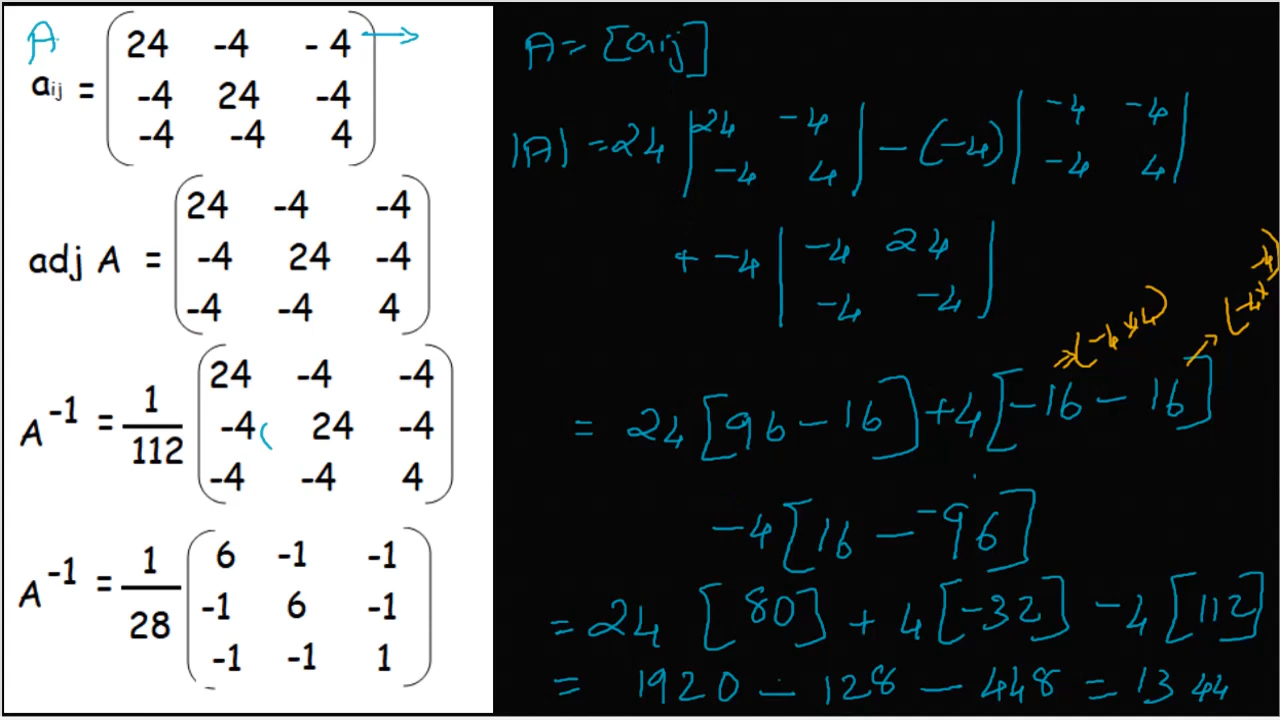 A
aij = 24 -4 - 4
-4 24 -4
-4 -4 4
adj A = 24 -4 -4
-4 24 -4
-4 -4 4
A-1 = 1/112 24 -4 -4
-4( 24 -4
-4 -4 4
A-1 = 1/28 6 -1 -1
-1 6 -1
-1 -1 1
A = [aij]
|A| = 24 |24 -4| - (-4) |-4 -4|
-4 4 -4 4
+ -4 |-4 24|
-4 -4
(-4×4) (-4×-4)
= 24 [96 - 16] + 4 [-16 - 16]
-4 [16 - -96]
= 24 [80] + 4 [-32] - 4 [112]
= 1920 - 128 - 448 = 1344